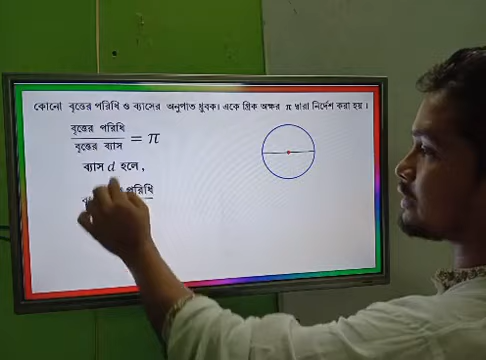 কোনো বৃত্তের পরিধি ও ব্যাসের অনুপাত ধ্রুবক। একে গ্রিক অক্ষর π দ্বারা নির্দেশ করা হয়।
বৃত্তের পরিধি
বৃত্তের ব্যাস = π
ব্যাস d হলে,
পরিধি